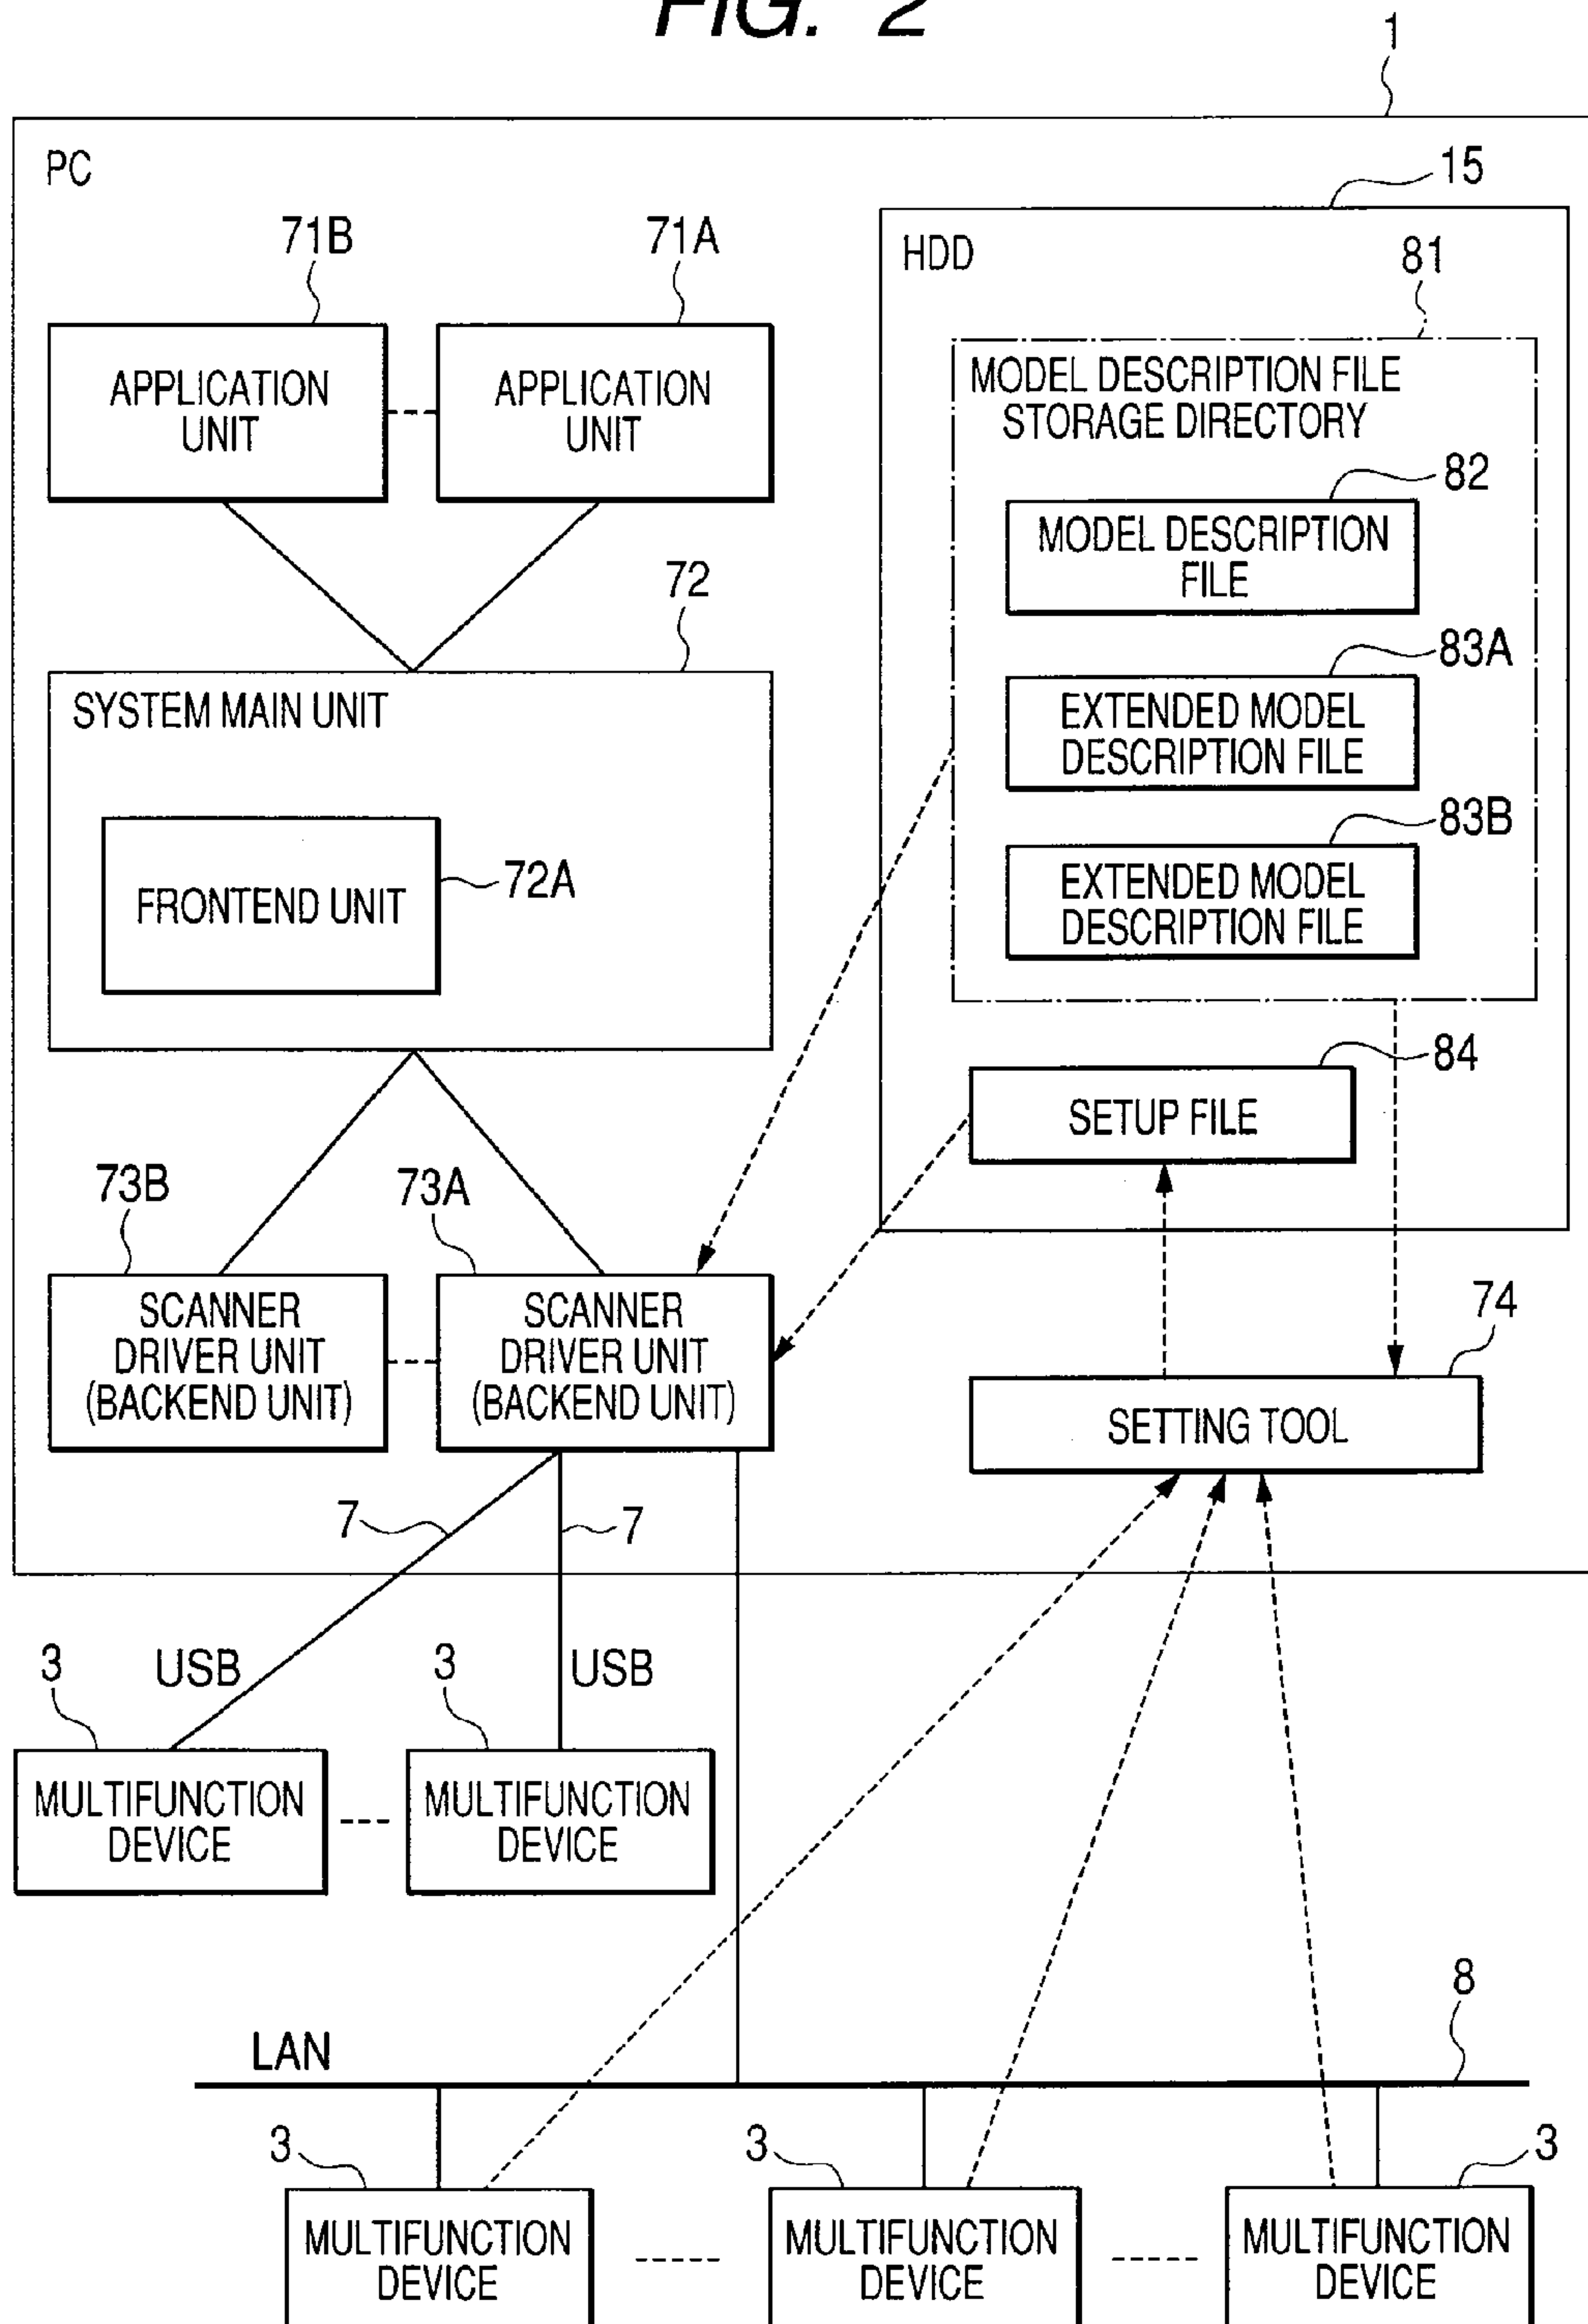 FIG. 2
1
PC
15
HDD
71B
71A
81
APPLICATION
UNIT
APPLICATION
UNIT
MODEL DESCRIPTION FILE
STORAGE DIRECTORY
82
MODEL DESCRIPTION
FILE
72
83A
SYSTEM MAIN UNIT
EXTENDED MODEL
DESCRIPTION FILE
83B
FRONTEND UNIT
72A
EXTENDED MODEL
DESCRIPTION FILE
84
SETUP FILE
73B
73A
SCANNER
DRIVER UNIT
(BACKEND UNIT)
SCANNER
DRIVER UNIT
(BACKEND UNIT)
74
SETTING TOOL
7
7
3
USB
3
USB
MULTIFUNCTION
DEVICE
MULTIFUNCTION
DEVICE
8
LAN
3
3
3
MULTIFUNCTION
DEVICE
MULTIFUNCTION
DEVICE
MULTIFUNCTION
DEVICE